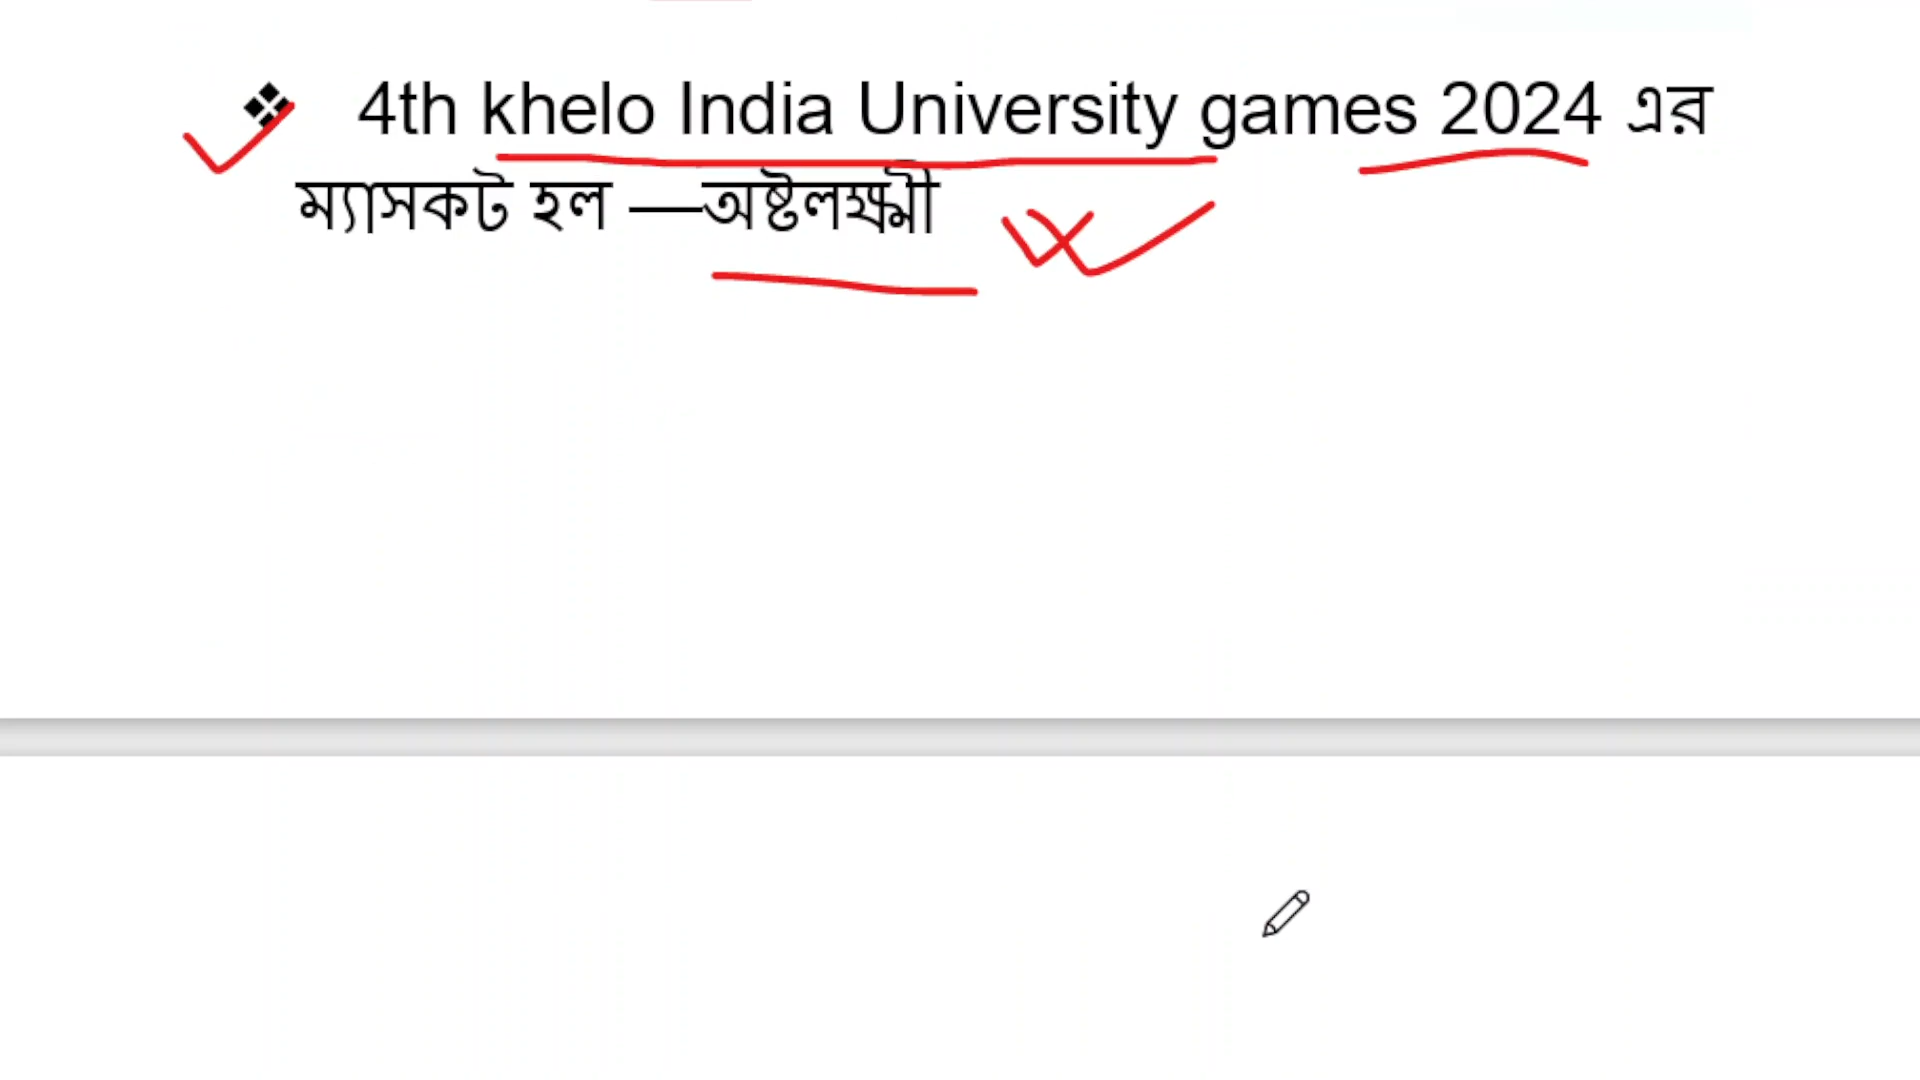 ❖ 4th khelo India University games 2024 এর
ম্যাসকট হল —অষ্টলক্ষ্মী